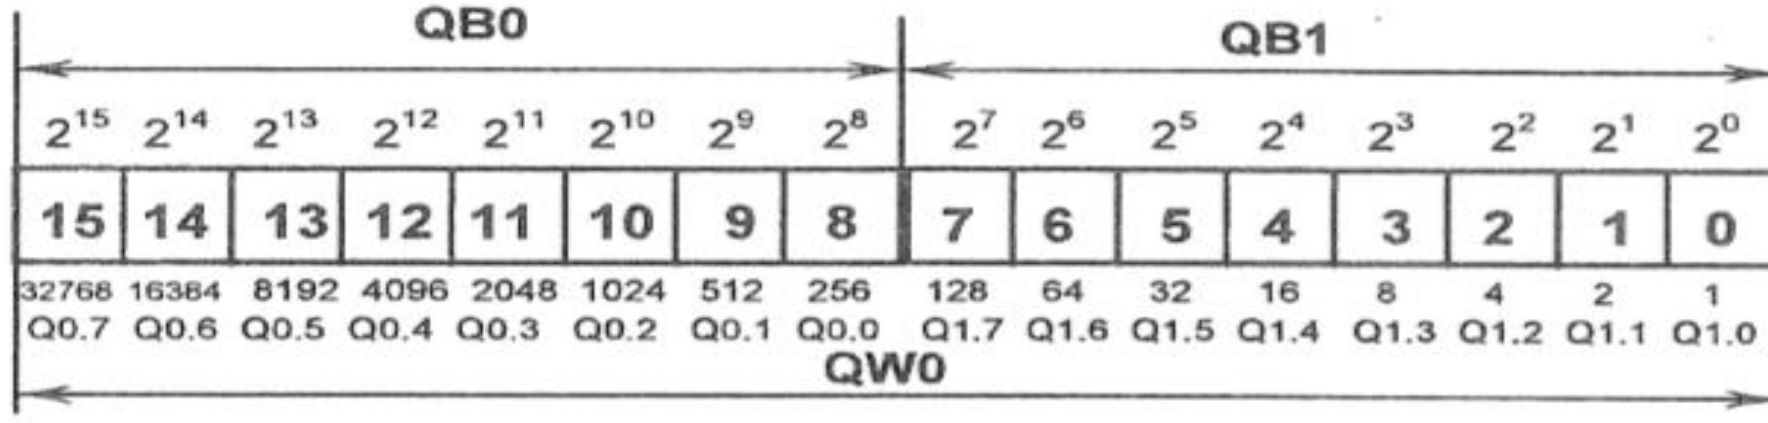 QB0 QB1
2¹⁵ 2¹⁴ 2¹³ 2¹² 2¹¹ 2¹⁰ 2⁹ 2⁸ 2⁷ 2⁶ 2⁵ 2⁴ 2³ 2² 2¹ 2⁰
15 14 13 12 11 10 9 8 7 6 5 4 3 2 1 0
32768 16384 8192 4096 2048 1024 512 256 128 64 32 16 8 4 2 1
Q0.7 Q0.6 Q0.5 Q0.4 Q0.3 Q0.2 Q0.1 Q0.0 Q1.7 Q1.6 Q1.5 Q1.4 Q1.3 Q1.2 Q1.1 Q1.0
QW0